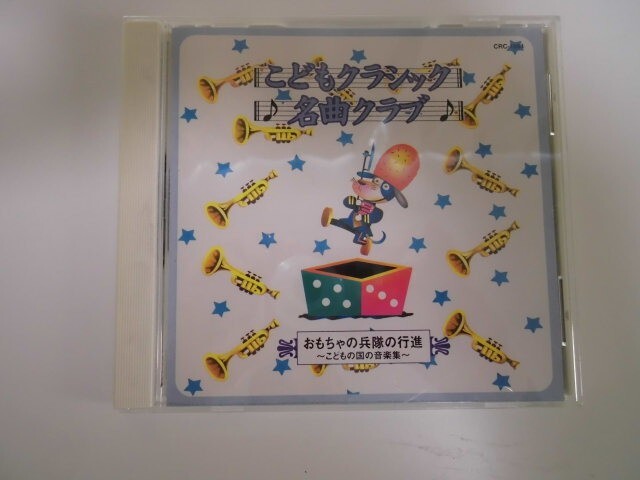 こどもクラシック
名曲クラブ
おもちゃの兵隊の行進
～こどもの国の音楽集～